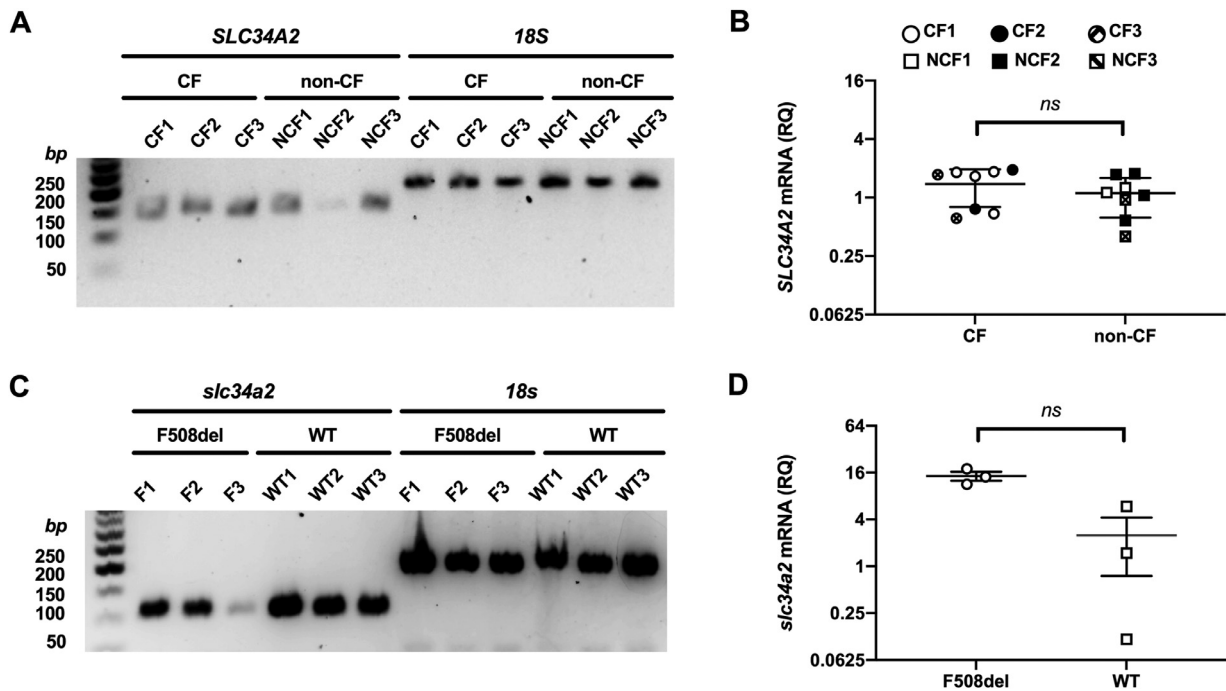 A
SLC34A2 18S
CF non-CF CF non-CF
CF1 CF2 CF3 NCF1 NCF2 NCF3 CF1 CF2 CF3 NCF1 NCF2 NCF3
bp
250
200
150
100
50
B
CF1 CF2 CF3
NCF1 NCF2 NCF3
ns
SLC34A2 mRNA (RQ)
16
4
1
0.25
0.0625
CF non-CF
C
slc34a2 18s
F508del WT F508del WT
F1 F2 F3 WT1 WT2 WT3 F1 F2 F3 WT1 WT2 WT3
bp
250
200
150
100
50
D
ns
slc34a2 mRNA (RQ)
64
16
4
1
0.25
0.0625
F508del WT